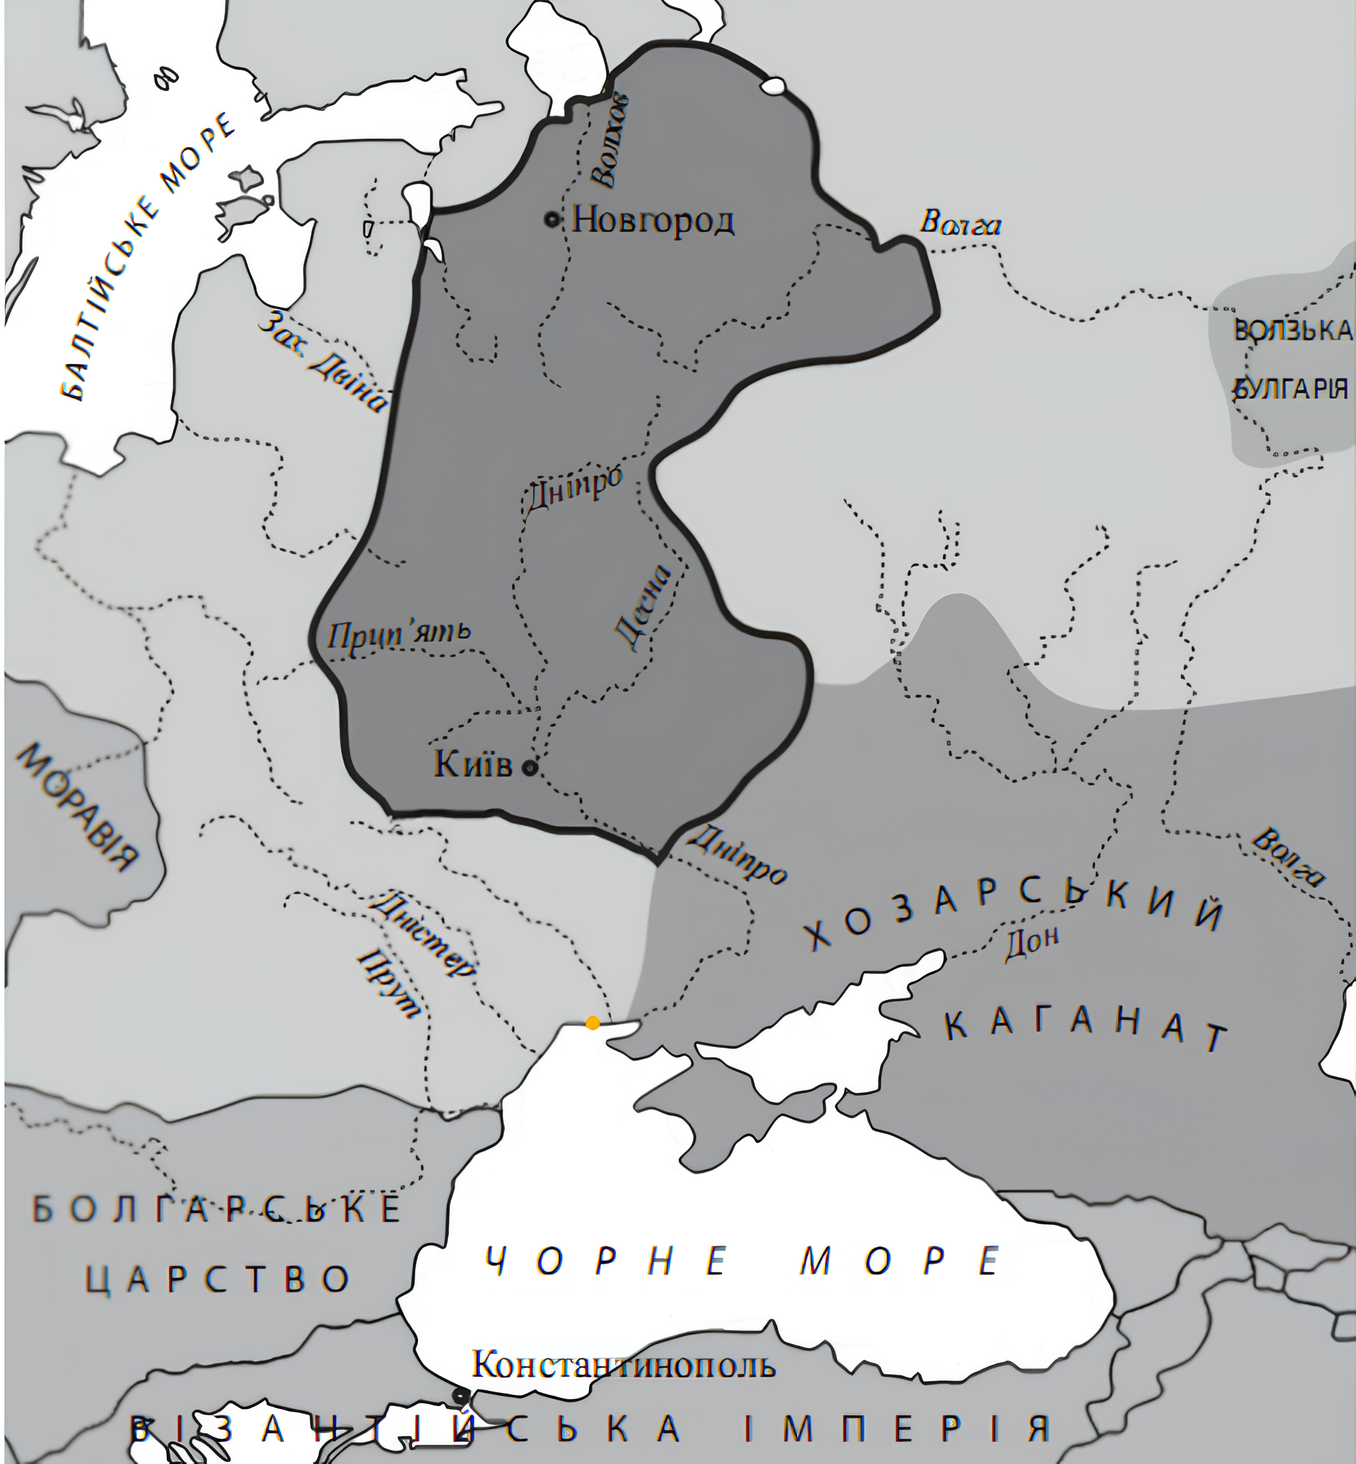 БАЛТІЙСЬКЕ МОРЕ
Волхов
Новгород
Волга
ВОЛЗЬКА
БУЛГАРІЯ
Зах. Двіна
Дніпро
Десна
Прип’ять
Київ
МОРАВІЯ
Дніпро
Волга
ХОЗАРСЬКИЙ
Дон
КАГАНАТ
Дністер
Прут
БОЛГАРСЬКЕ
ЦАРСТВО
ЧОРНЕ МОРЕ
Константинополь
ВІЗАНТІЙСЬКА ІМПЕРІЯ